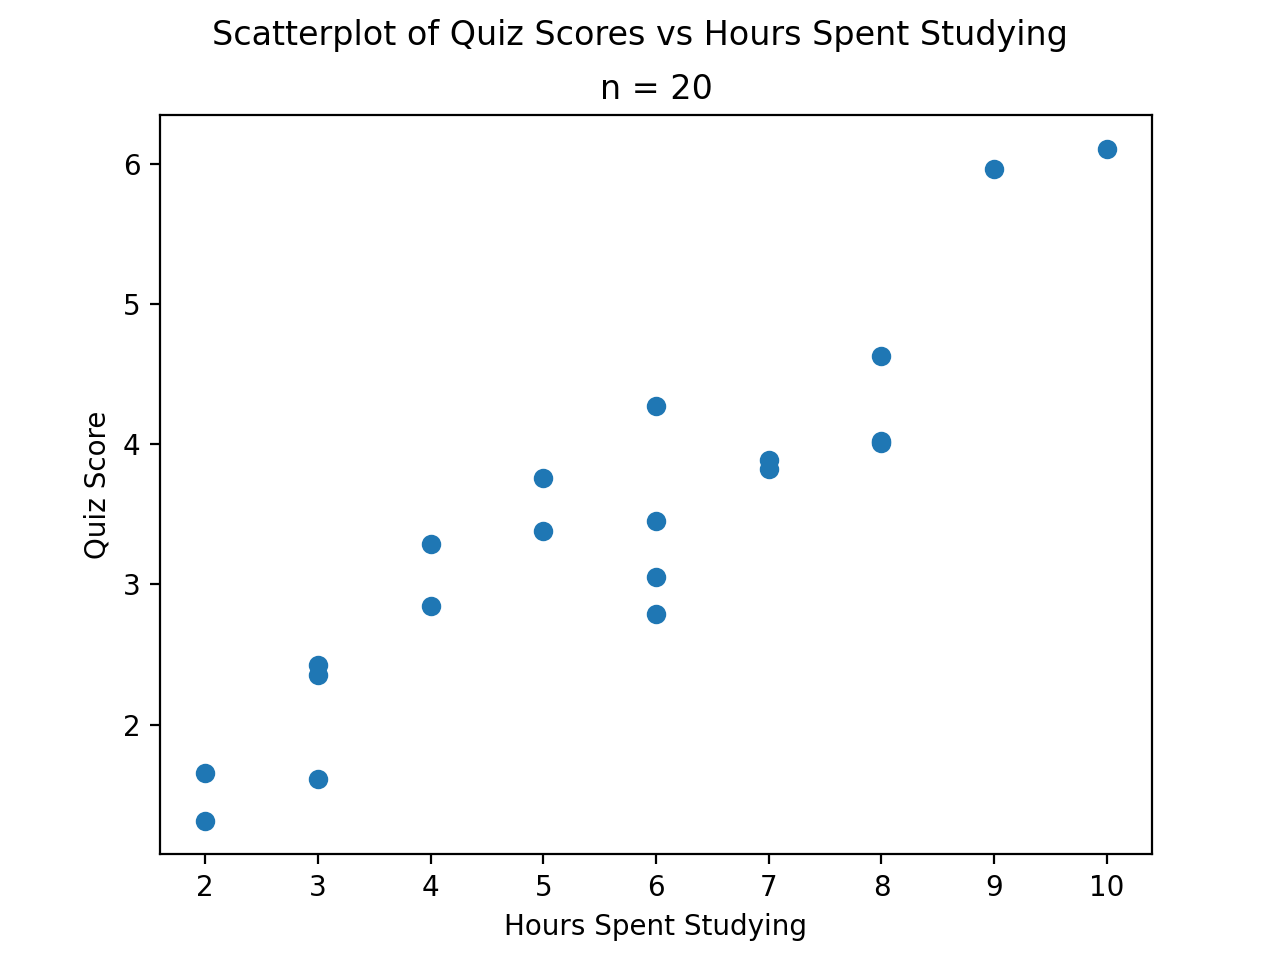 Scatterplot of Quiz Scores vs Hours Spent Studying
n = 20
6
5
4
3
2
Quiz Score
2 3 4 5 6 7 8 9 10
Hours Spent Studying